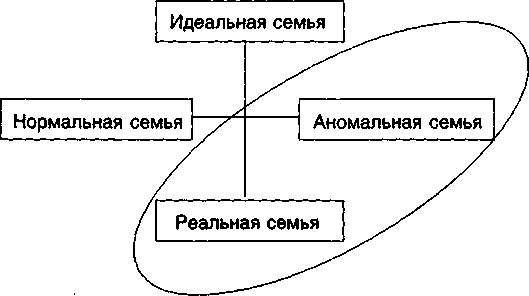 Идеальная семья
Нормальная семья
Аномальная семья
Реальная семья